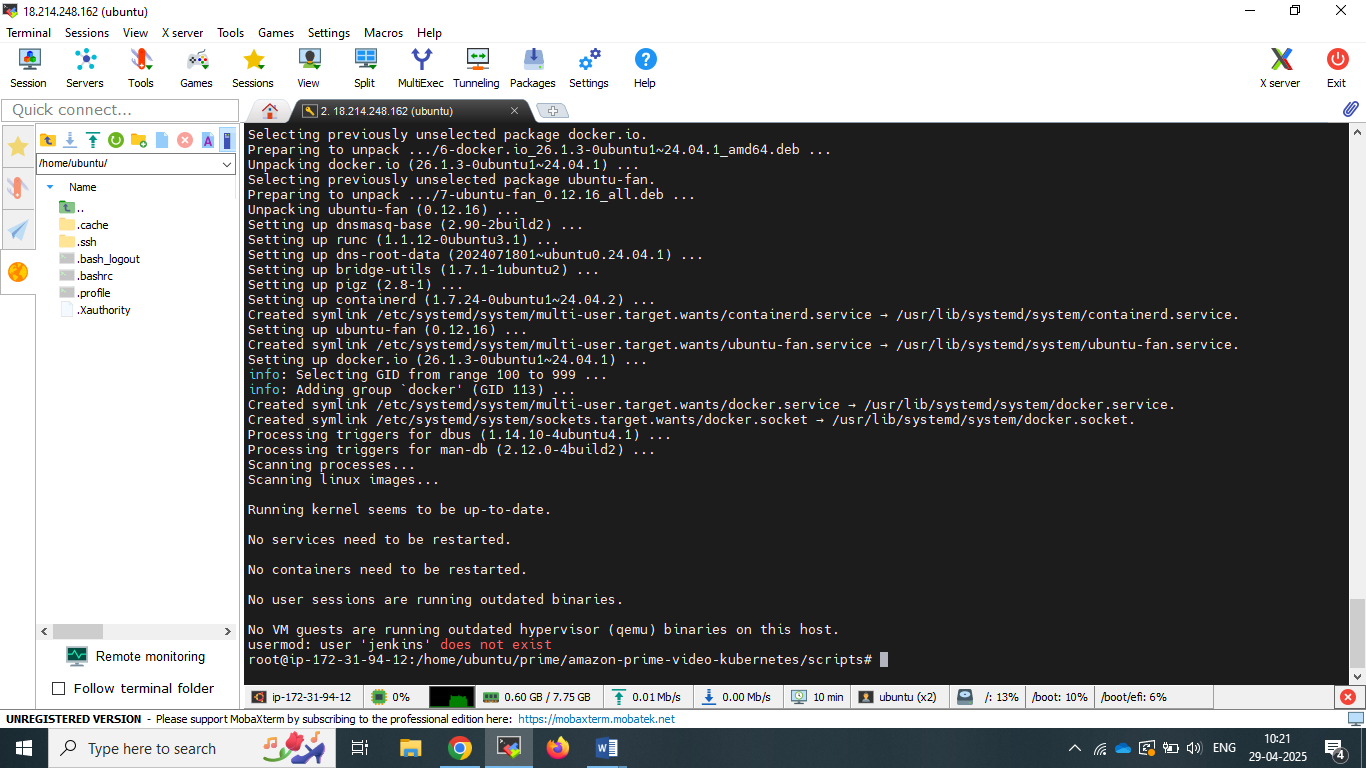 18.214.248.162 (ubuntu)
Terminal Sessions View X server Tools Games Settings Macros Help
Session Servers Tools Games Sessions View Split MultiExec Tunneling Packages Settings Help X server Exit
Quick connect...
2. 18.214.248.162 (ubuntu)
/home/ubuntu/
Name
..
.cache
.ssh
.bash_logout
.bashrc
.profile
.Xauthority
Remote monitoring
Follow terminal folder
Selecting previously unselected package docker.io.
Preparing to unpack .../6-docker.io_26.1.3-0ubuntu1~24.04.1_amd64.deb ...
Unpacking docker.io (26.1.3-0ubuntu1~24.04.1) ...
Selecting previously unselected package ubuntu-fan.
Preparing to unpack .../7-ubuntu-fan_0.12.16_all.deb ...
Unpacking ubuntu-fan (0.12.16) ...
Setting up dnsmasq-base (2.90-2build2) ...
Setting up runc (1.1.12-0ubuntu3.1) ...
Setting up dns-root-data (2024071801~ubuntu0.24.04.1) ...
Setting up bridge-utils (1.7.1-1ubuntu2) ...
Setting up pigz (2.8-1) ...
Setting up containerd (1.7.24-0ubuntu1~24.04.2) ...
Created symlink /etc/systemd/system/multi-user.target.wants/containerd.service → /usr/lib/systemd/system/containerd.service.
Setting up ubuntu-fan (0.12.16) ...
Created symlink /etc/systemd/system/multi-user.target.wants/ubuntu-fan.service → /usr/lib/systemd/system/ubuntu-fan.service.
Setting up docker.io (26.1.3-0ubuntu1~24.04.1) ...
info: Selecting GID from range 100 to 999 ...
info: Adding group `docker' (GID 113) ...
Created symlink /etc/systemd/system/multi-user.target.wants/docker.service → /usr/lib/systemd/system/docker.service.
Created symlink /etc/systemd/system/sockets.target.wants/docker.socket → /usr/lib/systemd/system/docker.socket.
Processing triggers for dbus (1.14.10-4ubuntu4.1) ...
Processing triggers for man-db (2.12.0-4build2) ...
Scanning processes...
Scanning linux images...
Running kernel seems to be up-to-date.
No services need to be restarted.
No containers need to be restarted.
No user sessions are running outdated binaries.
No VM guests are running outdated hypervisor (qemu) binaries on this host.
usermod: user 'jenkins' does not exist
root@ip-172-31-94-12:/home/ubuntu/prime/amazon-prime-video-kubernetes/scripts#
ip-172-31-94-12 0% 0.60 GB / 7.75 GB 0.01 Mb/s 0.00 Mb/s 10 min ubuntu (x2) /: 13% /boot: 10% /boot/efi: 6%
UNREGISTERED VERSION - Please support MobaXterm by subscribing to the professional edition here: https://mobaxterm.mobatek.net
Type here to search
ENG
10:21
29-04-2025
4